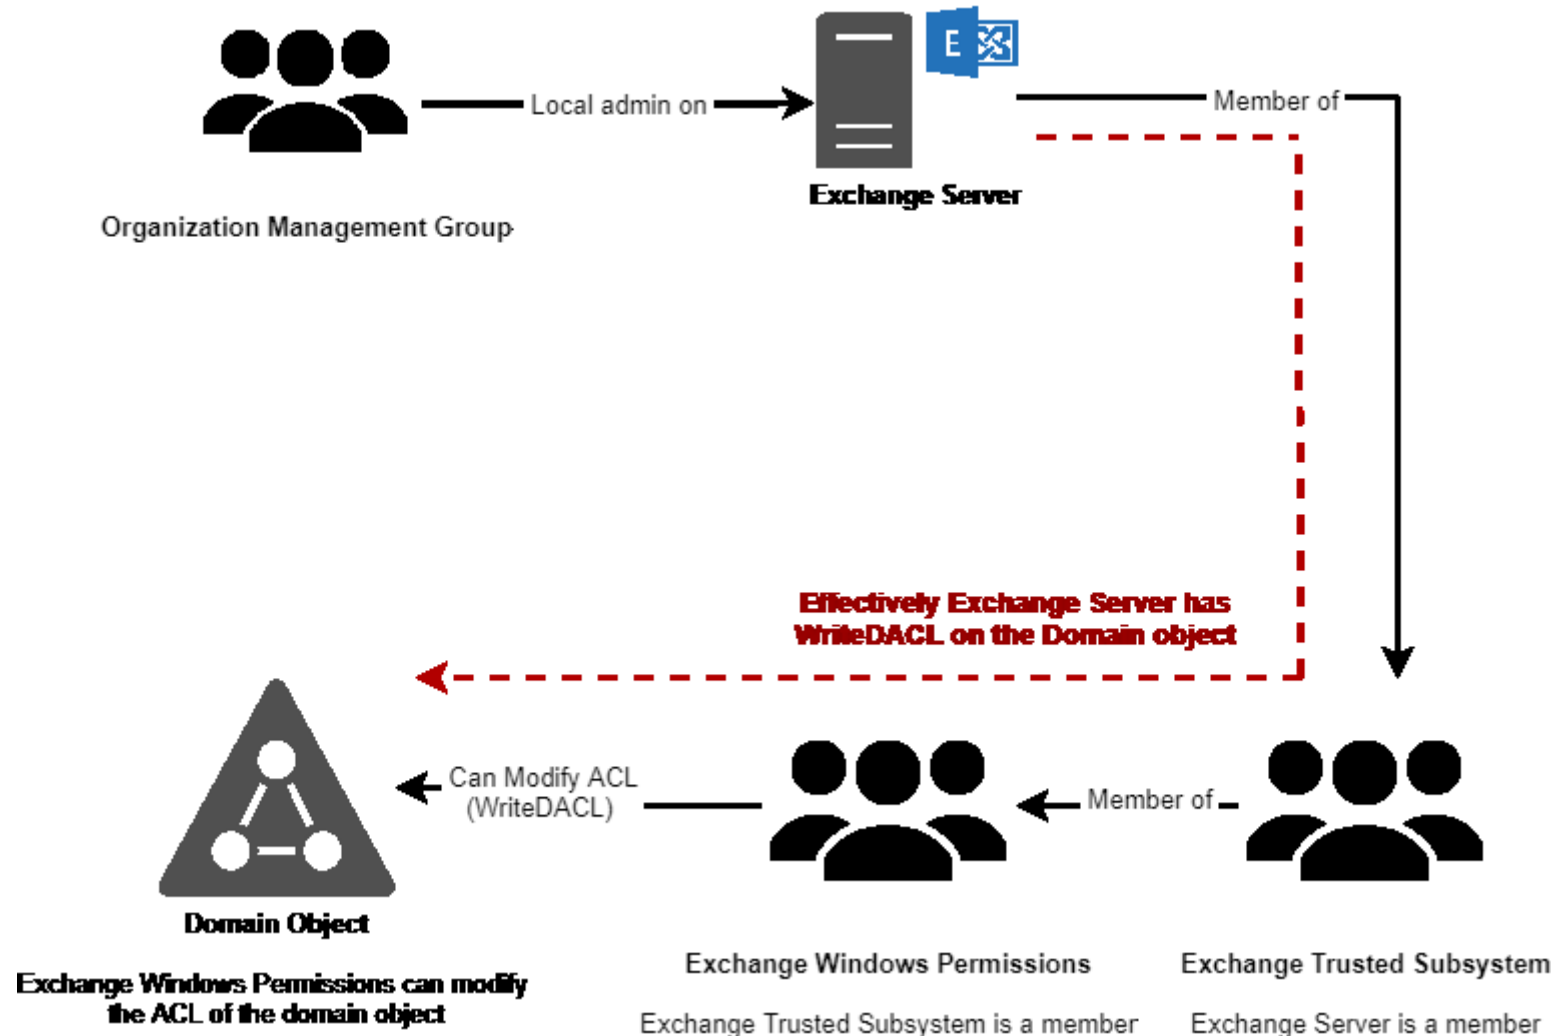 E
Local admin on
Member of
Exchange Server
Organization Management Group
Effectively Exchange Server has
WriteDACL on the Domain object
Can Modify ACL
(WriteDACL)
Member of
Domain Object
Exchange Windows Permissions can modify
the ACL of the domain object
Exchange Windows Permissions
Exchange Trusted Subsystem is a member
Exchange Trusted Subsystem
Exchange Server is a member